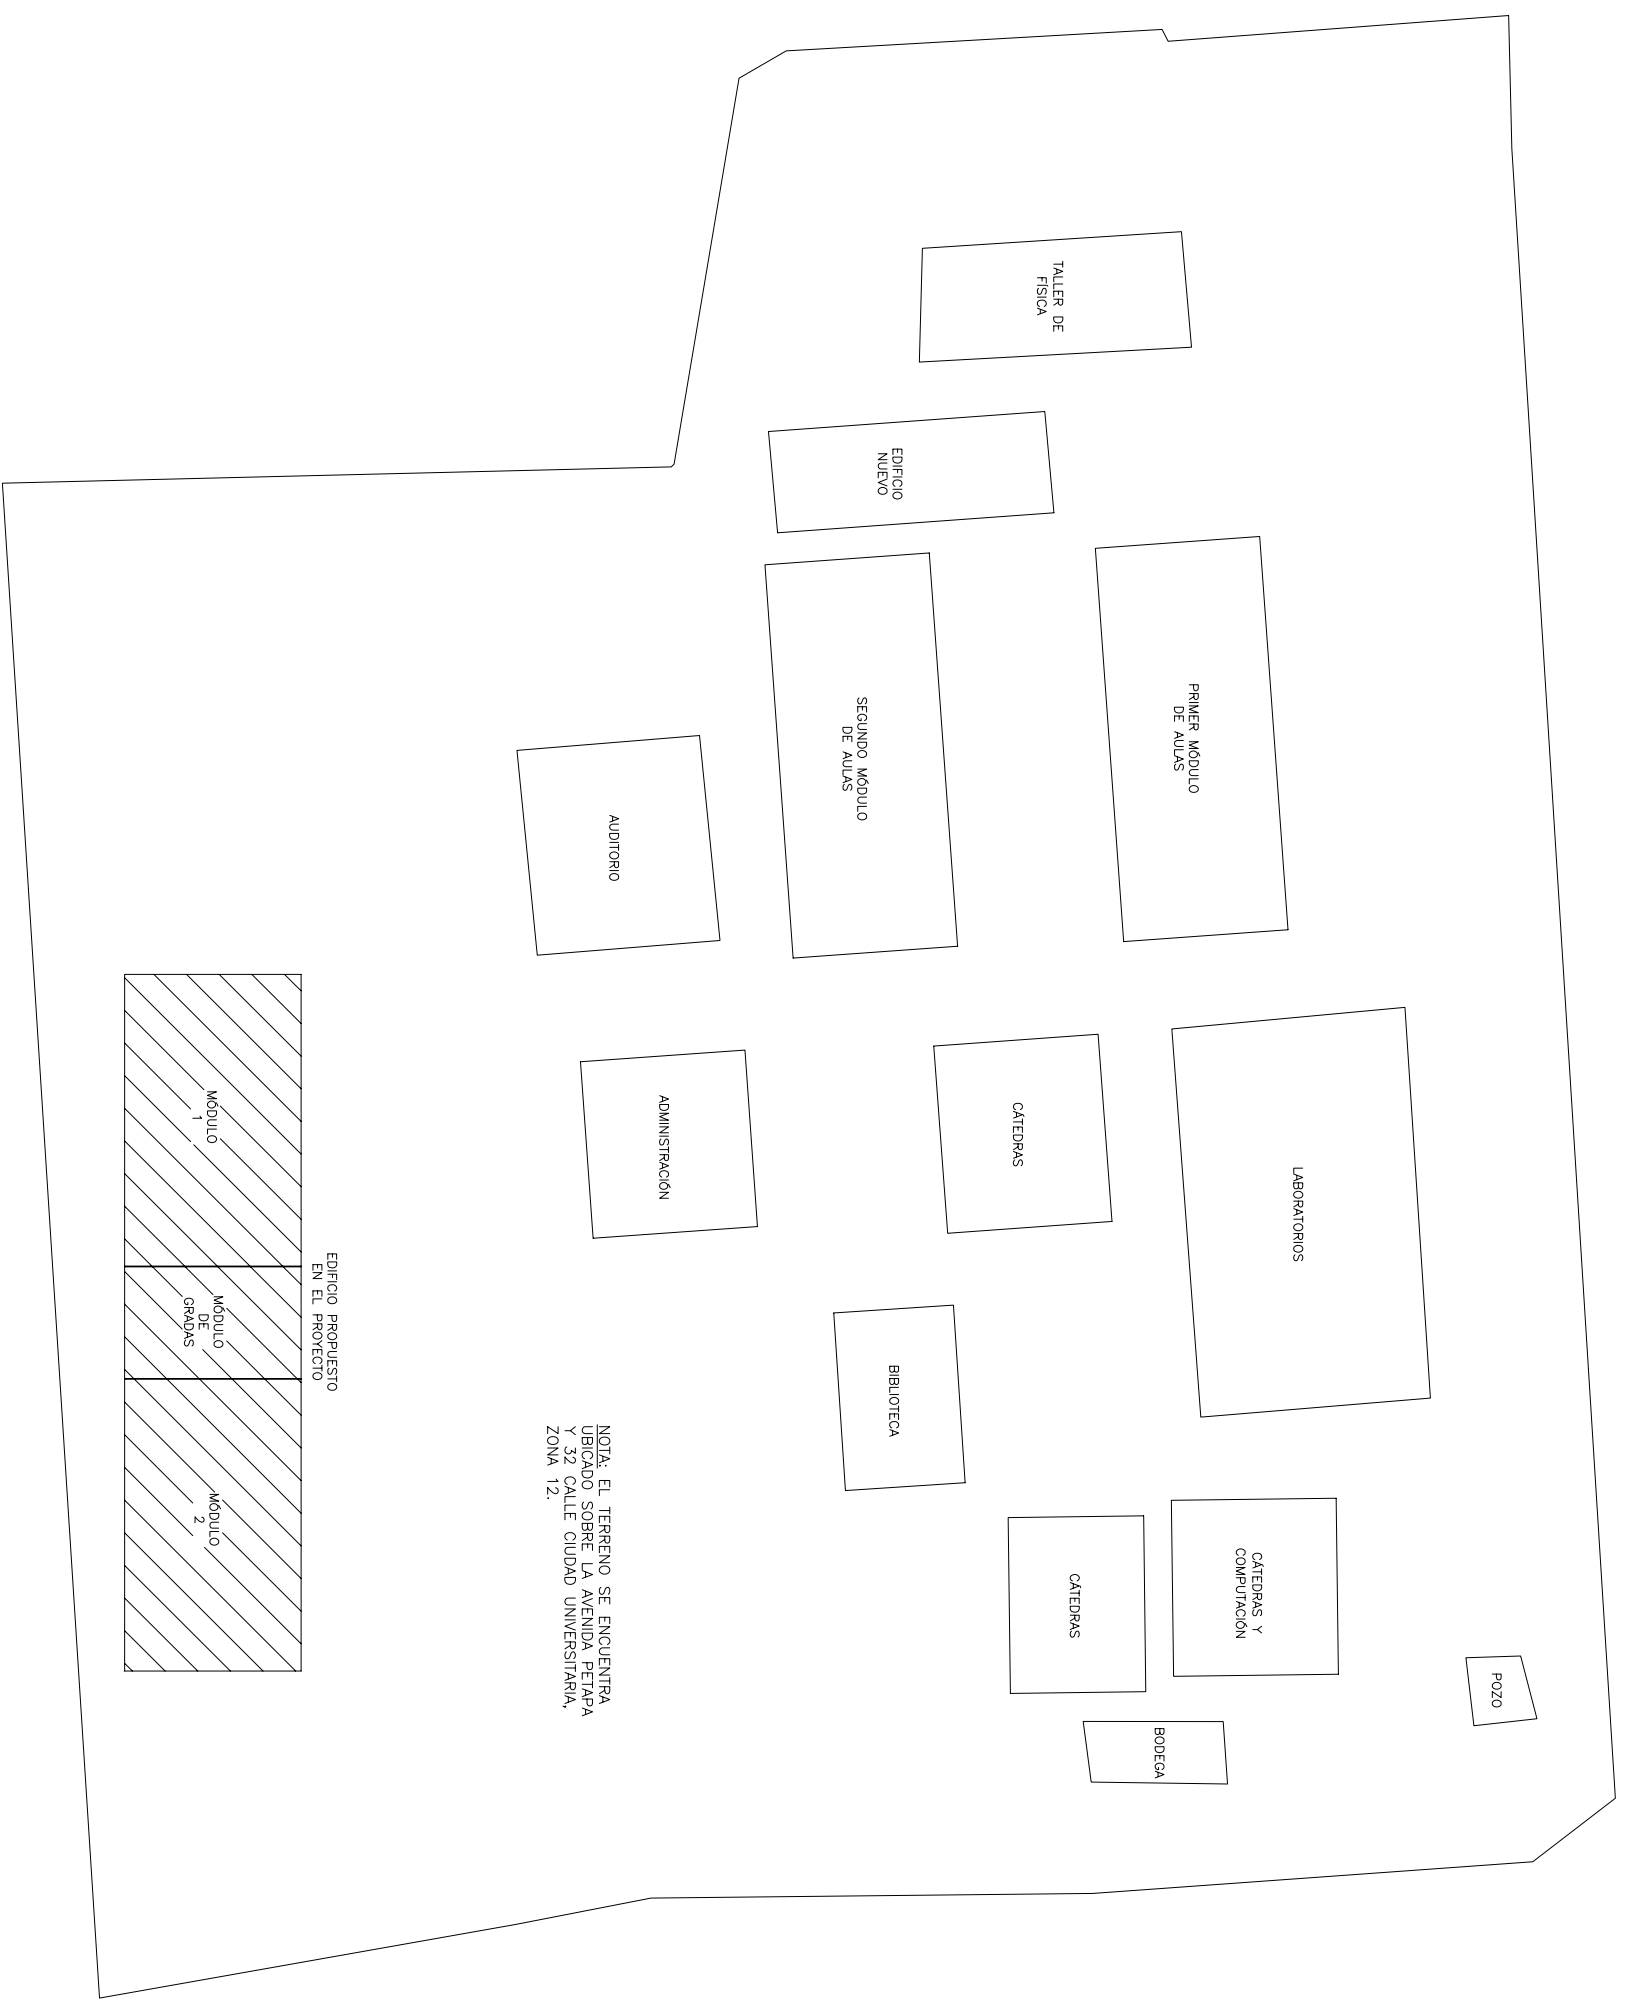 TALLER DE
FÍSICA
EDIFICIO
NUEVO
PRIMER MÓDULO
DE AULAS
SEGUNDO MÓDULO
DE AULAS
AUDITORIO
LABORATORIOS
CÁTEDRAS
ADMINISTRACIÓN
BIBLIOTECA
CÁTEDRAS Y
COMPUTACIÓN
CÁTEDRAS
POZO
BODEGA
NOTA: EL TERRENO SE ENCUENTRA
UBICADO SOBRE LA AVENIDA PETAPA
Y 32 CALLE CIUDAD UNIVERSITARIA,
ZONA 12.
EDIFICIO PROPUESTO
EN EL PROYECTO
MÓDULO
1
MÓDULO
DE
GRADAS
MÓDULO
2